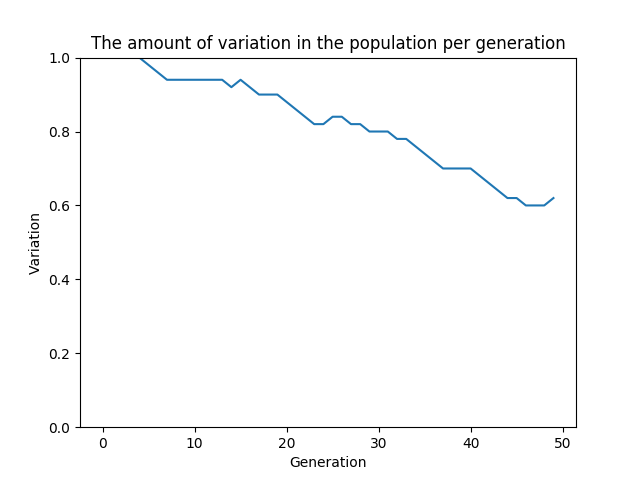 The amount of variation in the population per generation
1.0
0.8
0.6
0.4
0.2
0.0
Variation
0 10 20 30 40 50
Generation